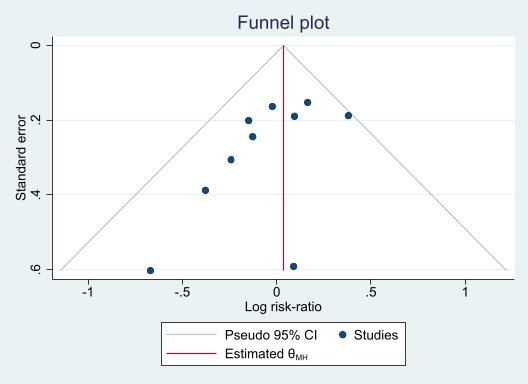 Funnel plot
Standard error
0
.2
.4
.6
-1
-.5
0
.5
1
Log risk-ratio
Pseudo 95% CI
Studies
Estimated θMH